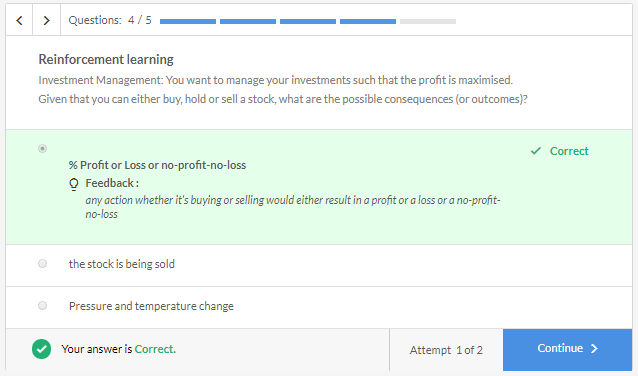 Questions: 4 / 5
Reinforcement learning
Investment Management: You want to manage your investments such that the profit is maximised.
Given that you can either buy, hold or sell a stock, what are the possible consequences (or outcomes)?
Correct
% Profit or Loss or no-profit-no-loss
Feedback :
any action whether it's buying or selling would either result in a profit or a loss or a no-profit-
no-loss
the stock is being sold
Pressure and temperature change
Your answer is Correct.
Attempt 1 of 2
Continue